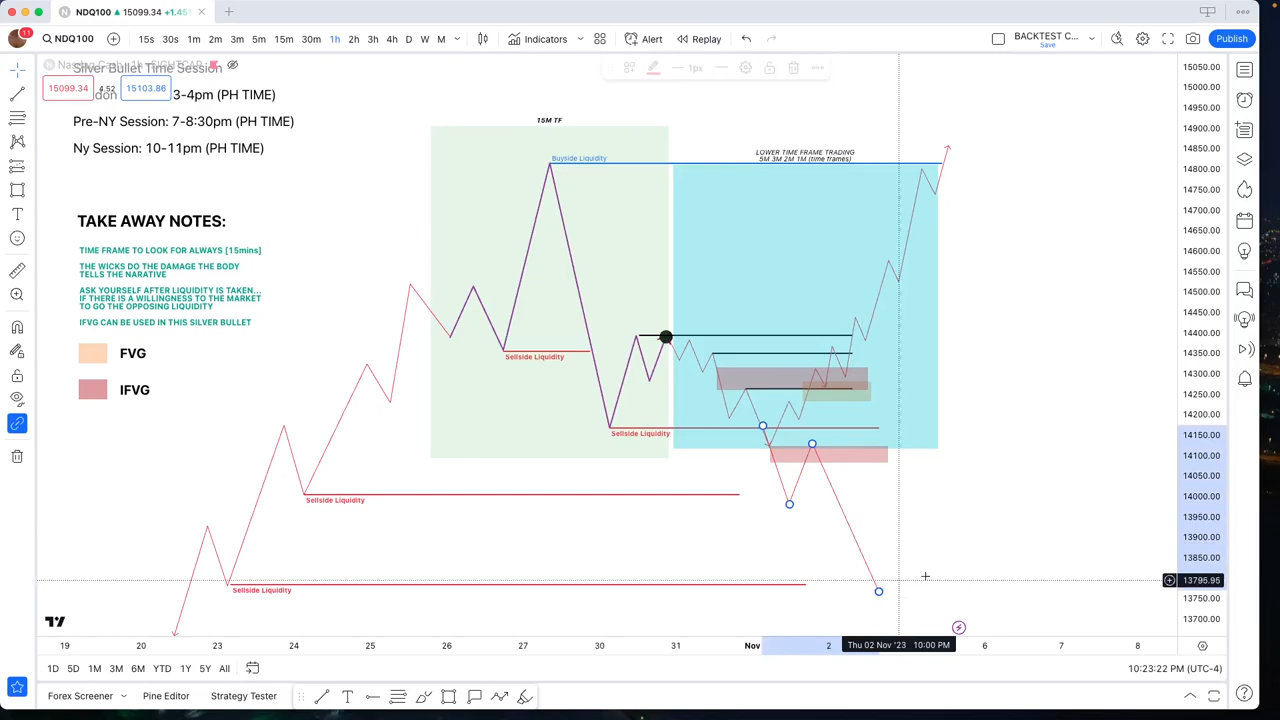 NDQ100 ▲ 15099.34 +1.45%
11
NDQ100
15s 30s 1m 2m 3m 5m 15m 30m 1h 2h 3h 4h D W M
Indicators
Alert
Replay
BACKTEST C...
Save
Publish
Silver Bullet Time Session
15099.34
4.52
15103.86
3-4pm (PH TIME)
Pre-NY Session: 7-8:30pm (PH TIME)
Ny Session: 10-11pm (PH TIME)
1px
TAKE AWAY NOTES:
TIME FRAME TO LOOK FOR ALWAYS [15mins]
THE WICKS DO THE DAMAGE THE BODY
TELLS THE NARATIVE
ASK YOURSELF AFTER LIQUIDITY IS TAKEN...
IF THERE IS A WILLINGNESS TO THE MARKET
TO GO THE OPPOSING LIQUIDITY
IFVG CAN BE USED IN THIS SILVER BULLET
FVG
IFVG
15M TF
Buyside Liquidity
LOWER TIME FRAME TRADING
5M 3M 2M 1M (time frames)
Sellside Liquidity
Sellside Liquidity
Sellside Liquidity
Sellside Liquidity
15050.00
15000.00
14950.00
14900.00
14850.00
14800.00
14750.00
14700.00
14650.00
14600.00
14550.00
14500.00
14450.00
14400.00
14350.00
14300.00
14250.00
14200.00
14150.00
14100.00
14050.00
14000.00
13950.00
13900.00
13850.00
13795.95
13750.00
13700.00
19 20 23 24 25 26 27 30 31 Nov 2 Thu 02 Nov '23 10:00 PM 6 7 8
1D 5D 1M 3M 6M YTD 1Y 5Y All
10:23:22 PM (UTC-4)
Forex Screener
Pine Editor
Strategy Tester